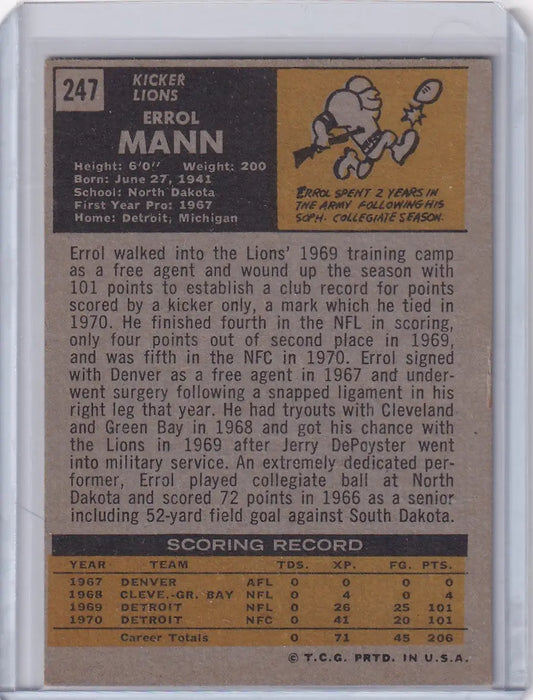 247
KICKER
LIONS
ERROL
MANN
Height: 6'0" Weight: 200
Born: June 27, 1941
School: North Dakota
First Year Pro: 1967
Home: Detroit, Michigan
ERROL SPENT 2 YEARS IN
THE ARMY FOLLOWING HIS
SOPH. COLLEGIATE SEASON.
Errol walked into the Lions' 1969 training camp
as a free agent and wound up the season with
101 points to establish a club record for points
scored by a kicker only, a mark which he tied in
1970. He finished fourth in the NFL in scoring,
only four points out of second place in 1969,
and was fifth in the NFC in 1970. Errol signed
with Denver as a free agent in 1967 and under-
went surgery following a snapped ligament in his
right leg that year. He had tryouts with Cleveland
and Green Bay in 1968 and got his chance with
the Lions in 1969 after Jerry DePoyster went
into military service. An extremely dedicated per-
former, Errol played collegiate ball at North
Dakota and scored 72 points in 1966 as a senior
including 52-yard field goal against South Dakota.
SCORING RECORD
YEAR TEAM TDS. XP. FG. PTS.
1967 DENVER AFL 0 0 0 0
1968 CLEVE.-GR. BAY NFL 0 4 0 4
1969 DETROIT NFL 0 26 25 101
1970 DETROIT NFC 0 41 20 101
Career Totals 0 71 45 206
© T.C.G. PRTD. IN U.S.A.